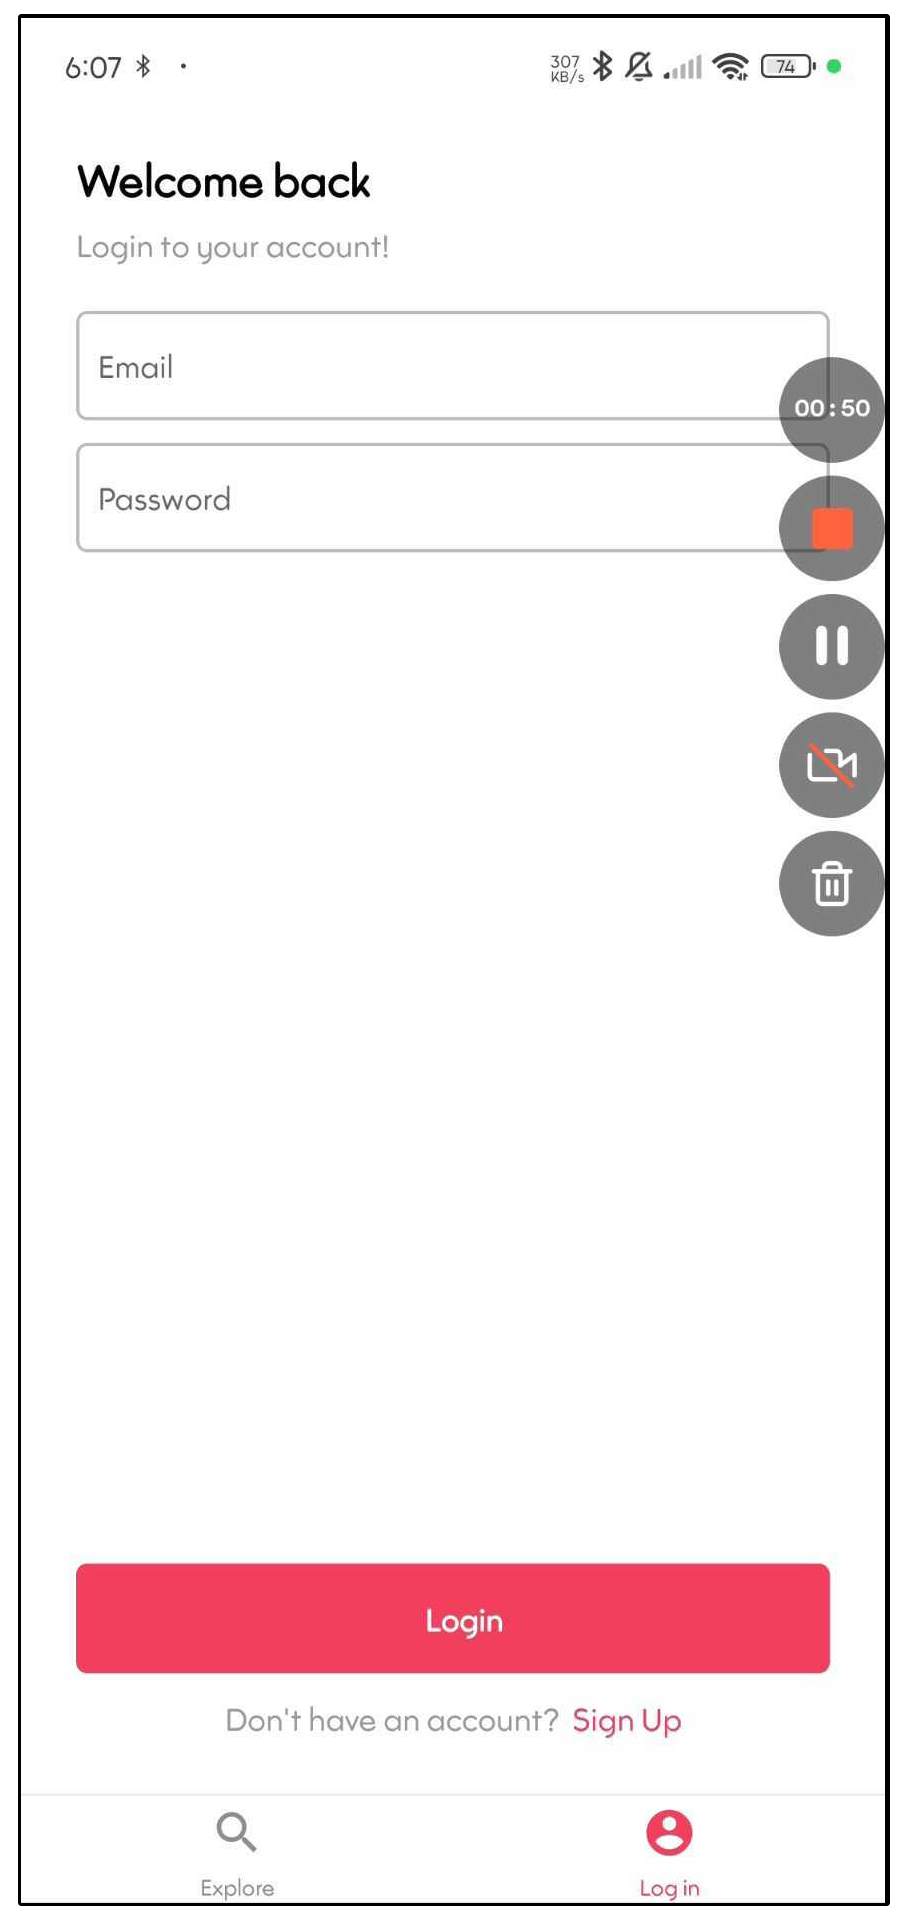 6:07
307
KB/s
74
Welcome back
Login to your account!
Email
00:50
Password
Login
Don't have an account? Sign Up
Explore
Log in